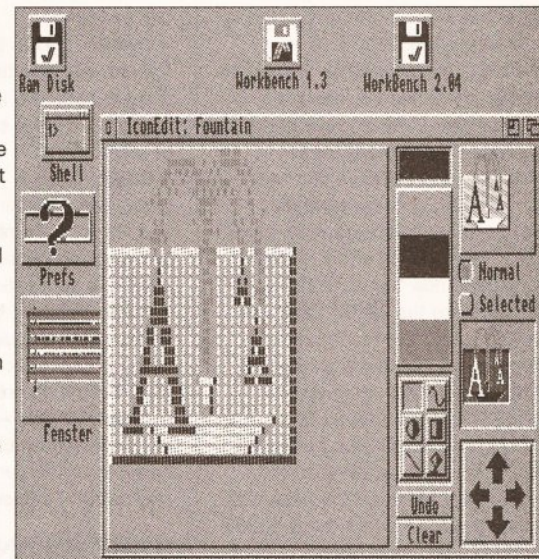 Ram Disk
Workbench 1.3
WorkBench 2.04
IconEdit: Fountain
Shell
Prefs
Normal
Selected
Fenster
Undo
Clear